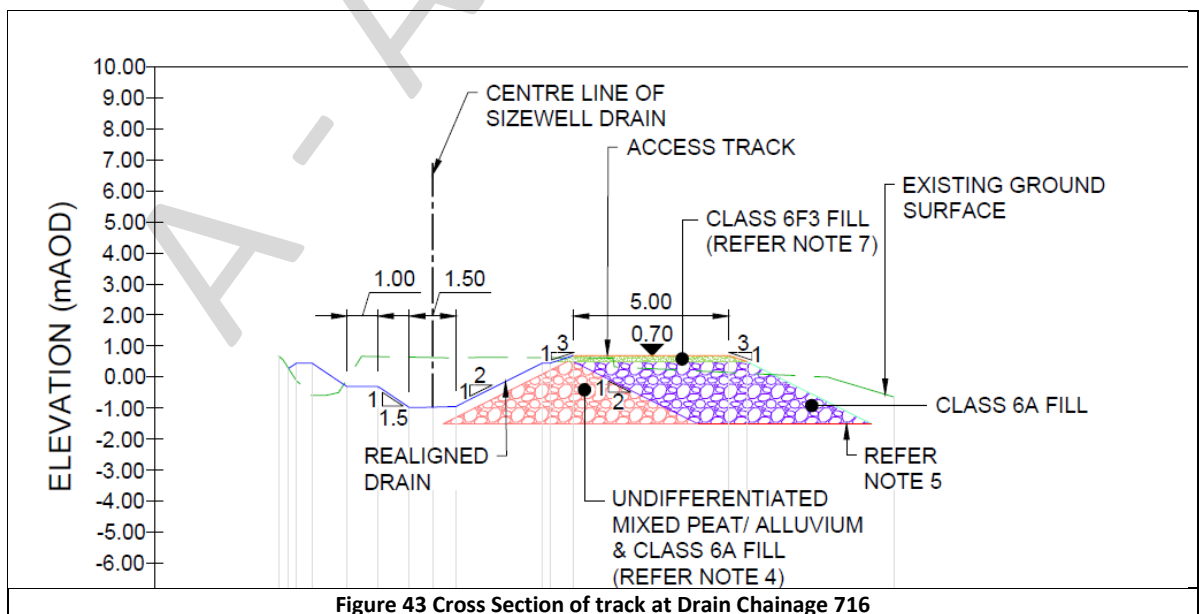 A - A
ELEVATION (mAOD)
10.00
9.00
8.00
7.00
6.00
5.00
4.00
3.00
2.00
1.00
0.00
-1.00
-2.00
-3.00
-4.00
-5.00
-6.00
CENTRE LINE OF
SIZEWELL DRAIN
ACCESS TRACK
EXISTING GROUND
SURFACE
CLASS 6F3 FILL
(REFER NOTE 7)
1.00
1.50
5.00
0.70
1
3
3
1
1
2
1
1.5
1
2
CLASS 6A FILL
REALIGNED
DRAIN
REFER
NOTE 5
UNDIFFERENTIATED
MIXED PEAT/ ALLUVIUM
& CLASS 6A FILL
(REFER NOTE 4)
Figure 43 Cross Section of track at Drain Chainage 716